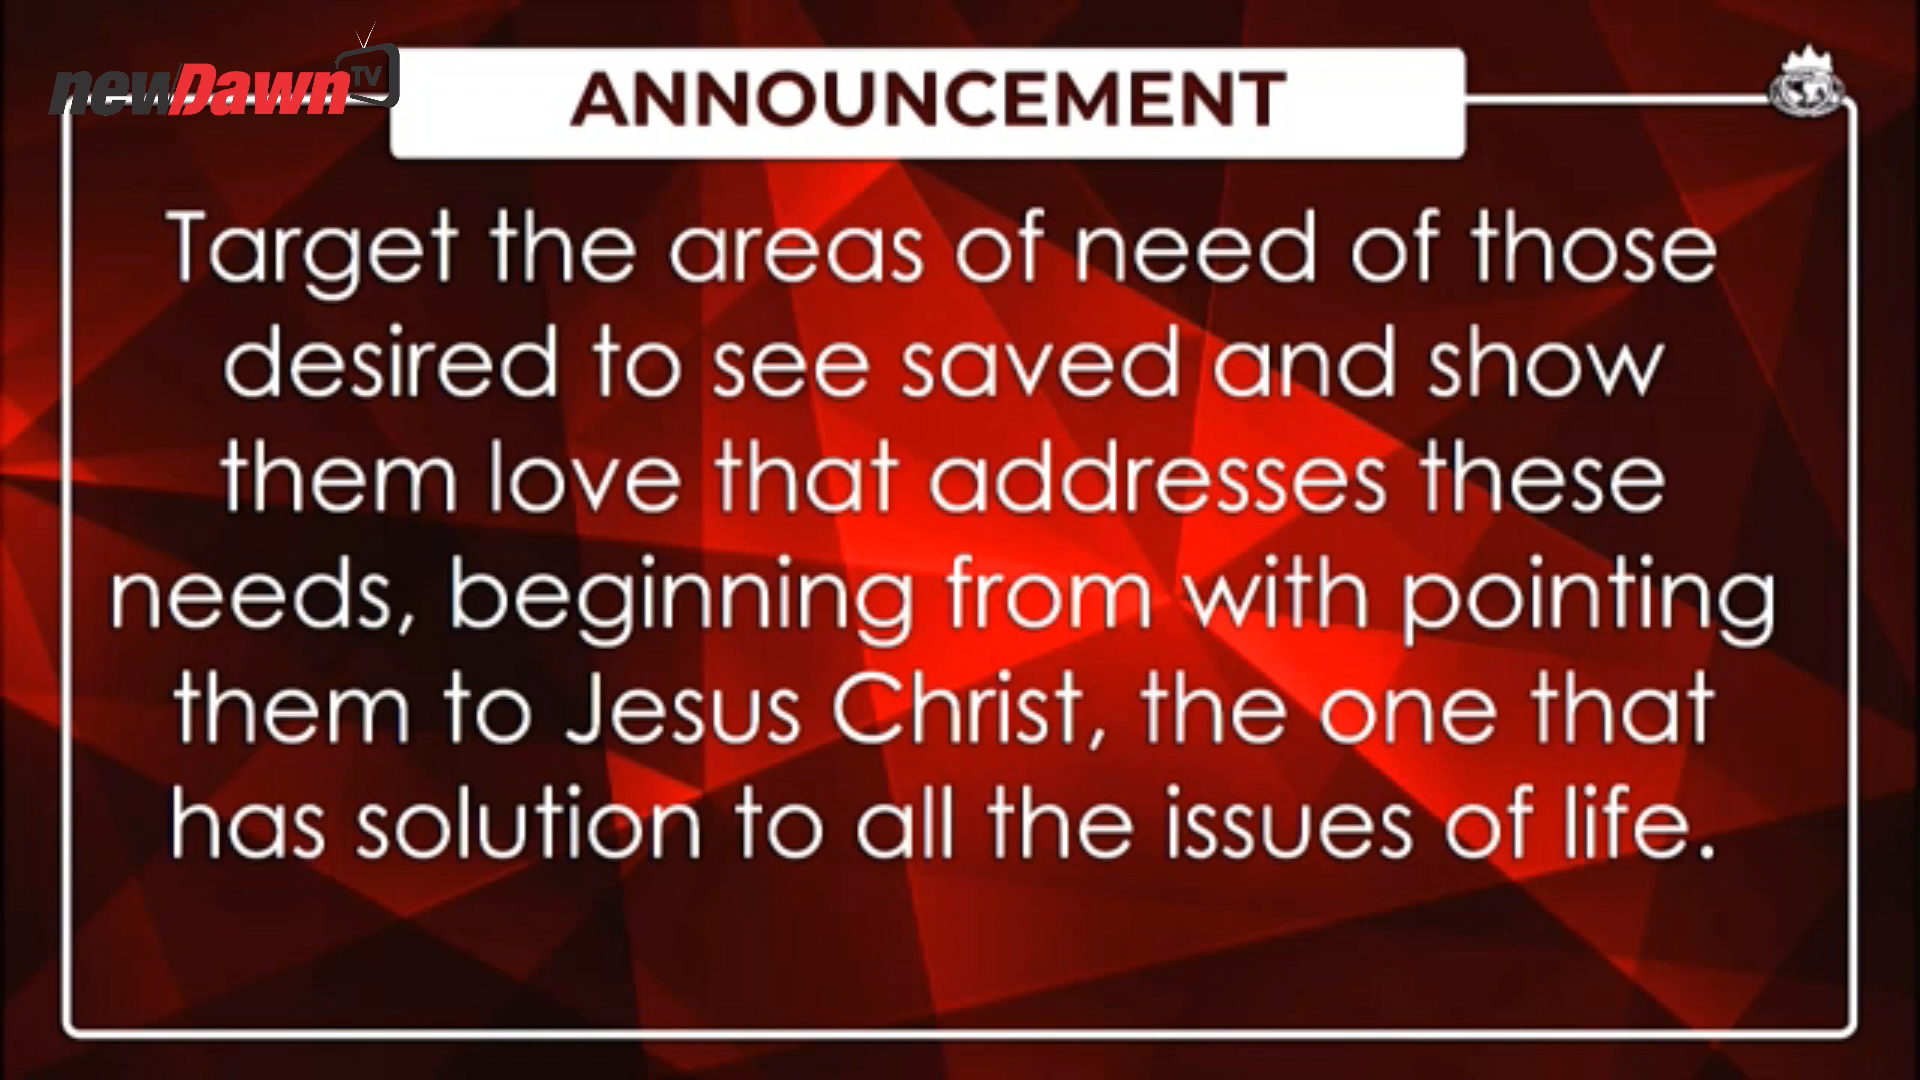 newDawn TV
ANNOUNCEMENT
Target the areas of need of those
desired to see saved and show
them love that addresses these
needs, beginning from with pointing
them to Jesus Christ, the one that
has solution to all the issues of life.